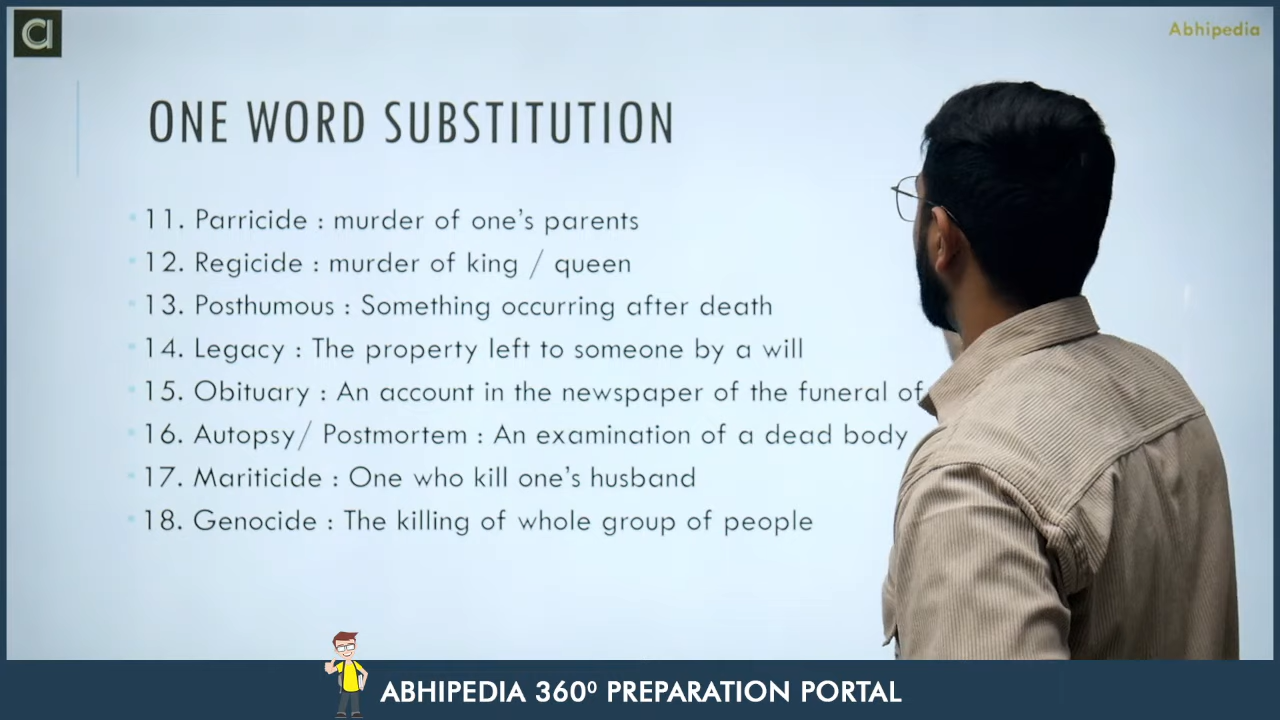 a
Abhipedia
ONE WORD SUBSTITUTION
11. Parricide : murder of one’s parents
12. Regicide : murder of king / queen
13. Posthumous : Something occurring after death
14. Legacy : The property left to someone by a will
15. Obituary : An account in the newspaper of the funeral of
16. Autopsy/ Postmortem : An examination of a dead body
17. Mariticide : One who kill one’s husband
18. Genocide : The killing of whole group of people
ABHIPEDIA 360⁰ PREPARATION PORTAL